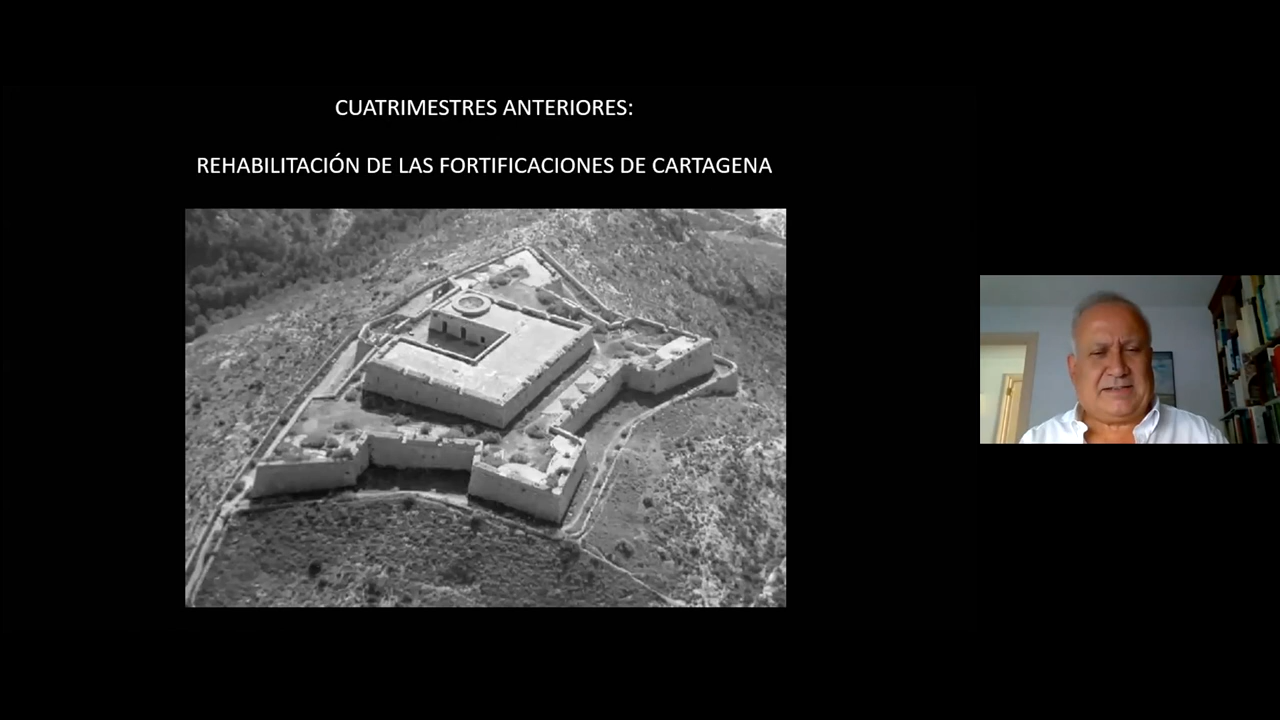 CUATRIMESTRES ANTERIORES:
REHABILITACIÓN DE LAS FORTIFICACIONES DE CARTAGENA